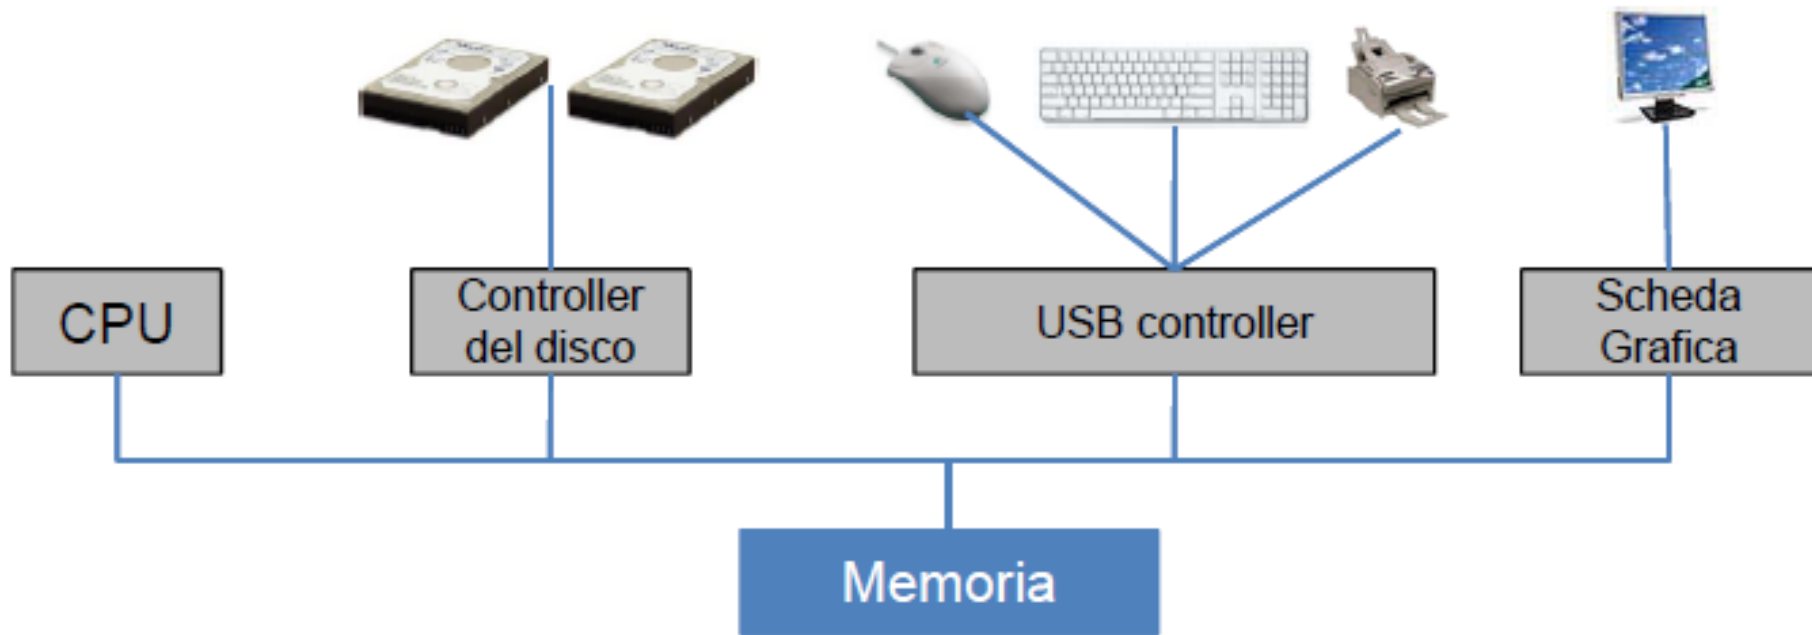 CPU
Controller
del disco
USB controller
Scheda
Grafica
Memoria